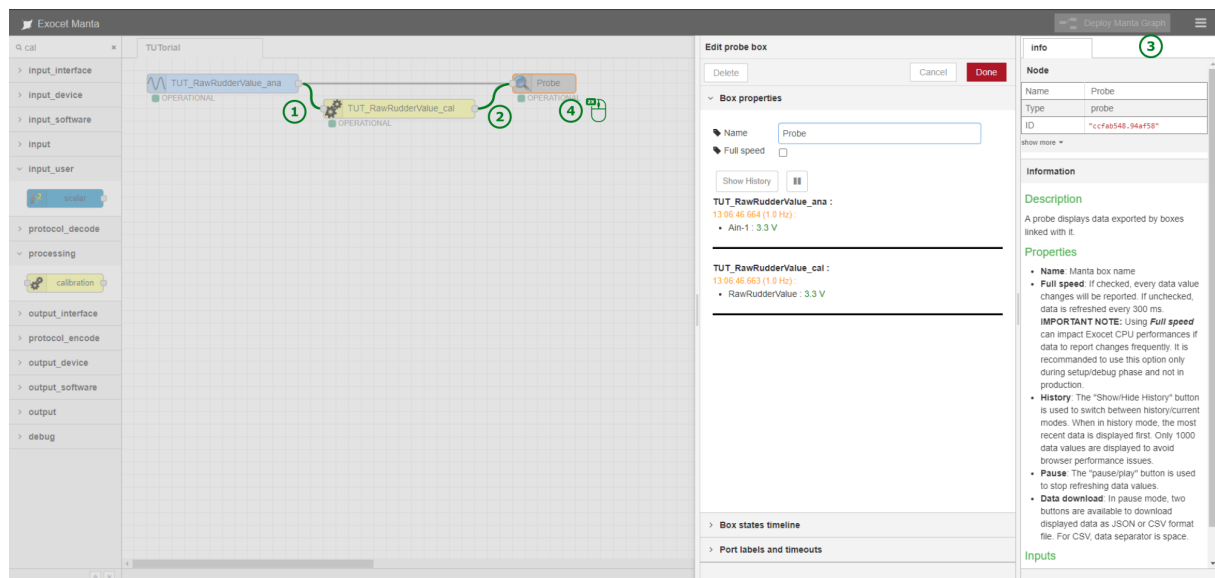 Exocet Manta
Deploy Manta Graph
cal
×
input_interface
input_device
input_software
input
input_user
scalar
protocol_decode
processing
calibration
output_interface
protocol_encode
output_device
output_software
output
debug
TUTorial
TUT_RawRudderValue_ana
OPERATIONAL
1
TUT_RawRudderValue_cal
OPERATIONAL
2
Probe
OPERATIONAL
4
Edit probe box
Delete
Cancel
Done
Box properties
Name
Probe
Full speed
Show History
TUT_RawRudderValue_ana :
13:06:46.664 (1.0 Hz) :
• Ain-1 : 3.3 V
TUT_RawRudderValue_cal :
13:06:46.663 (1.0 Hz) :
• RawRudderValue : 3.3 V
Box states timeline
Port labels and timeouts
info
3
Node
Name Probe
Type probe
ID "ccfab548.94af58"
show more
Information
Description
A probe displays data exported by boxes
linked with it.
Properties
• Name: Manta box name
• Full speed: If checked, every data value
changes will be reported. If unchecked,
data is refreshed every 300 ms.
IMPORTANT NOTE: Using Full speed
can impact Exocet CPU performances if
data to report changes frequently. It is
recommanded to use this option only
during setup/debug phase and not in
production.
• History: The "Show/Hide History" button
is used to switch between history/current
modes. When in history mode, the most
recent data is displayed first. Only 1000
data values are displayed to avoid
browser performance issues.
• Pause: The "pause/play" button is used
to stop refreshing data values.
• Data download: In pause mode, two
buttons are available to download
displayed data as JSON or CSV format
file. For CSV, data separator is space.
Inputs